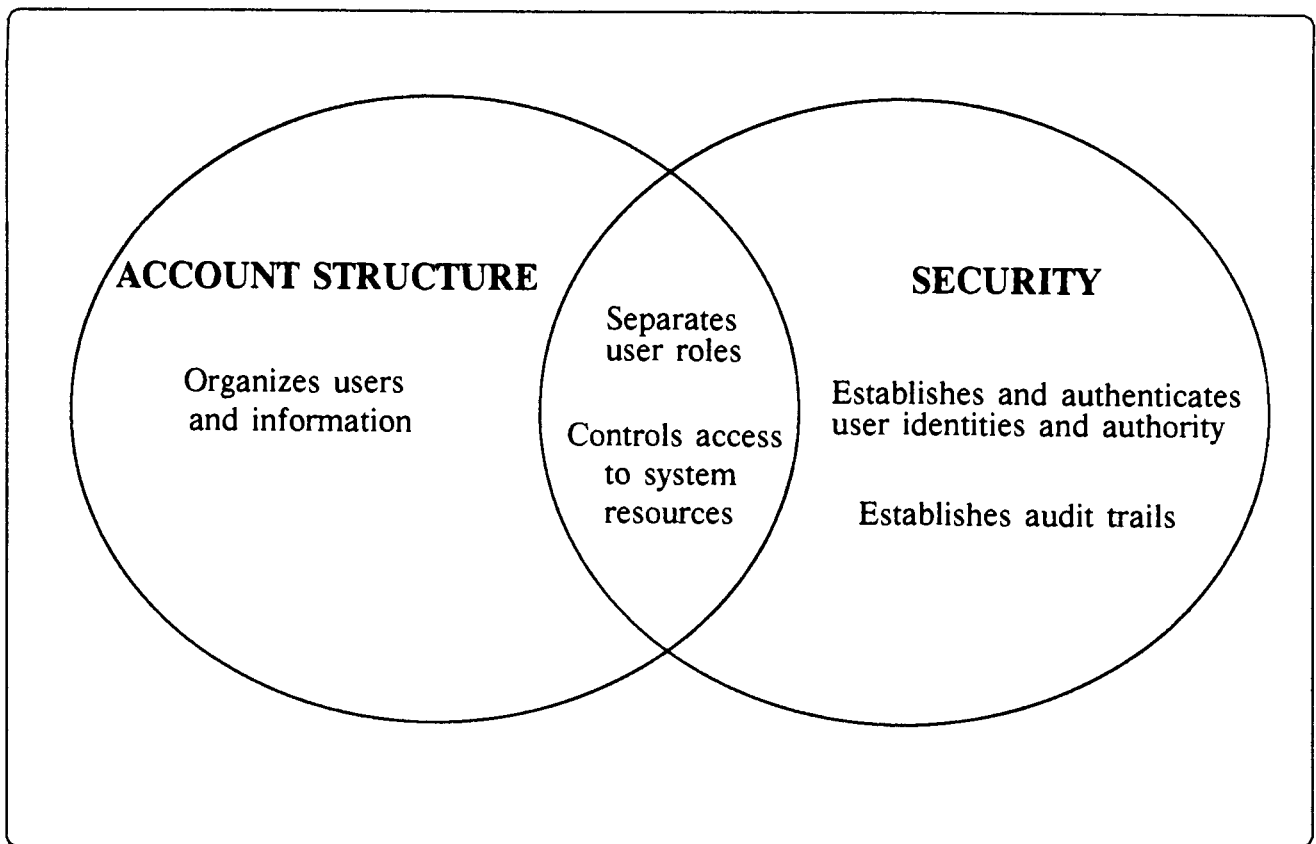 ACCOUNT STRUCTURE
Organizes users
and information
Separates
user roles
Controls access
to system
resources
SECURITY
Establishes and authenticates
user identities and authority
Establishes audit trails